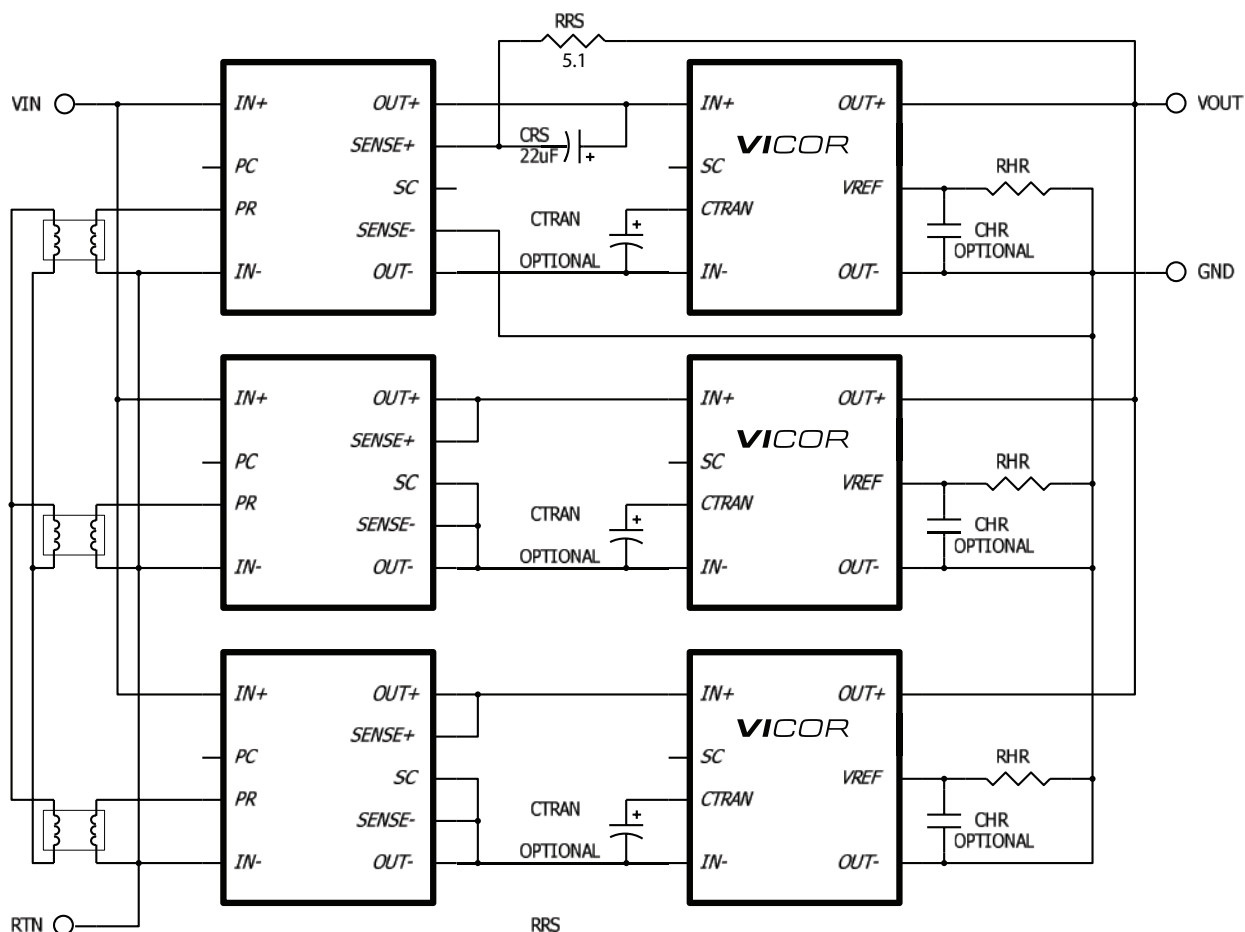 RRS
5.1
VIN
IN+
OUT+
IN+
OUT+
VOUT
SENSE+
CRS
22uF
+
VICOR
PC
SC
SC
VREF
RHR
PR
CTRAN
+
CTRAN
SENSE-
CHR
OPTIONAL
OPTIONAL
IN-
OUT-
IN-
OUT-
GND
IN+
OUT+
IN+
OUT+
SENSE+
VICOR
PC
SC
SC
VREF
RHR
PR
CTRAN
+
CTRAN
SENSE-
CHR
OPTIONAL
OPTIONAL
IN-
OUT-
IN-
OUT-
IN+
OUT+
IN+
OUT+
SENSE+
VICOR
PC
SC
SC
VREF
RHR
PR
CTRAN
+
CTRAN
SENSE-
CHR
OPTIONAL
OPTIONAL
IN-
OUT-
IN-
OUT-
RTN
RRS